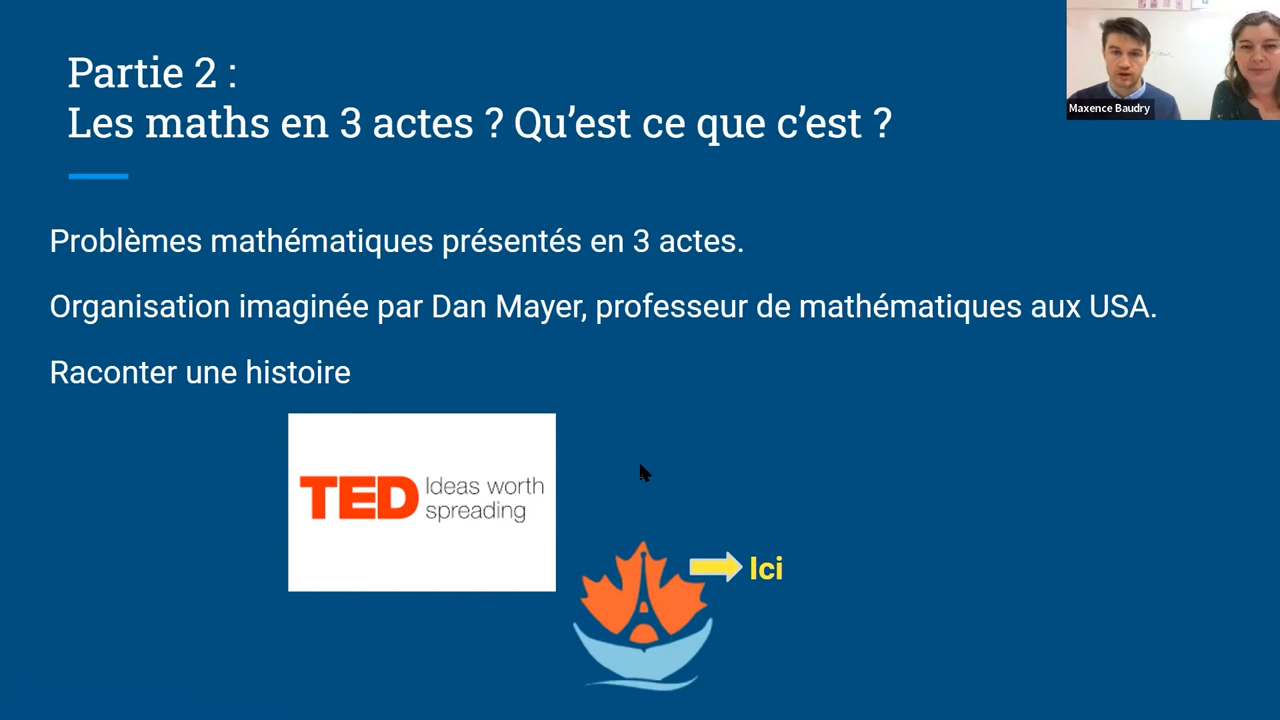 Partie 2 :
Les maths en 3 actes ? Qu’est ce que c’est ?
Maxence Baudry
Problèmes mathématiques présentés en 3 actes.
Organisation imaginée par Dan Mayer, professeur de mathématiques aux USA.
Raconter une histoire
TED Ideas worth
spreading
Ici